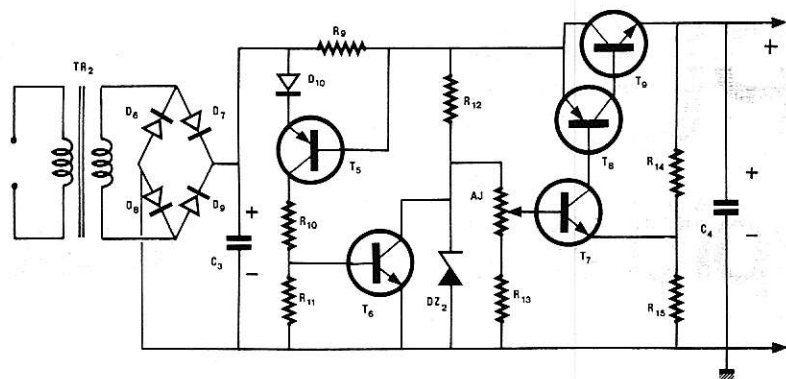 R9
TR2
D10
T9
D6
D7
R12
T8
T5
R14
D8
D9
AJ
+
R10
+
+
C3
-
T7
C4
-
R11
T6
DZ2
R13
R15